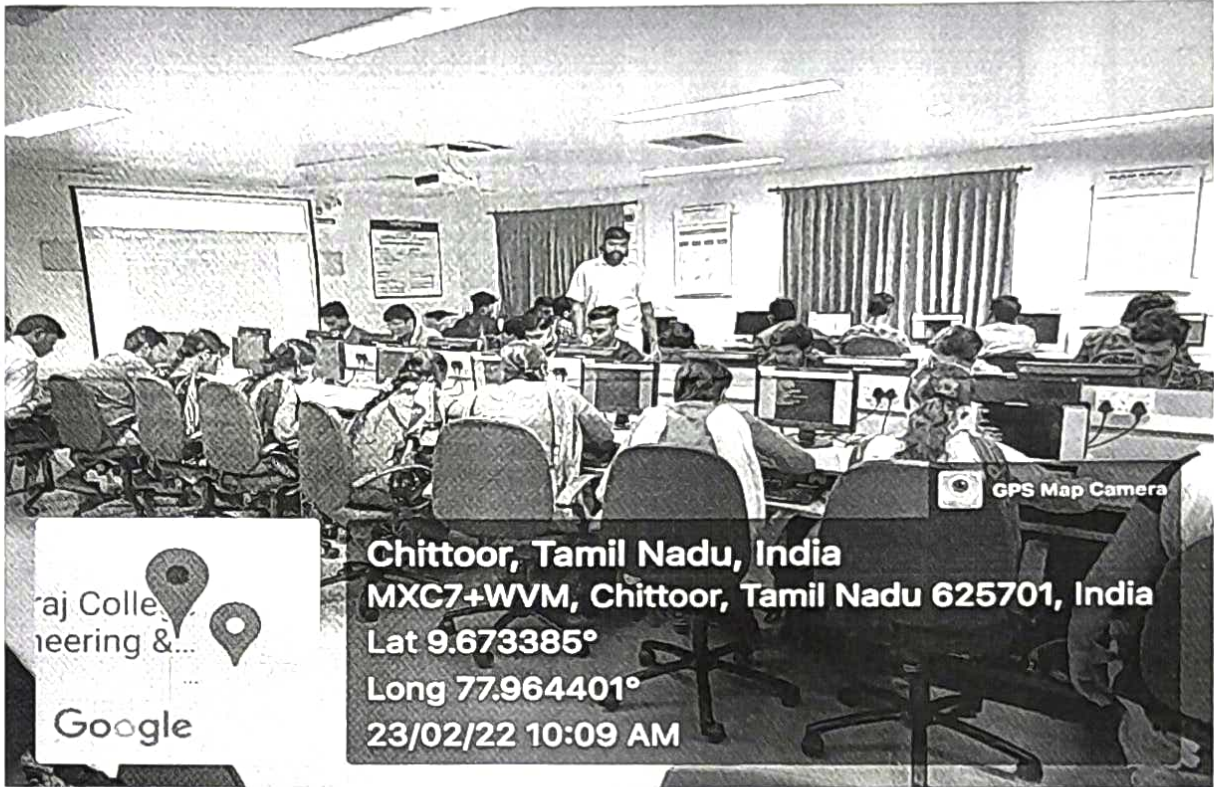 GPS Map Camera
Chittoor, Tamil Nadu, India
MXC7+WVM, Chittoor, Tamil Nadu 625701, India
Lat 9.673385°
Long 77.964401°
23/02/22 10:09 AM
raj Colle
neering &...
Google